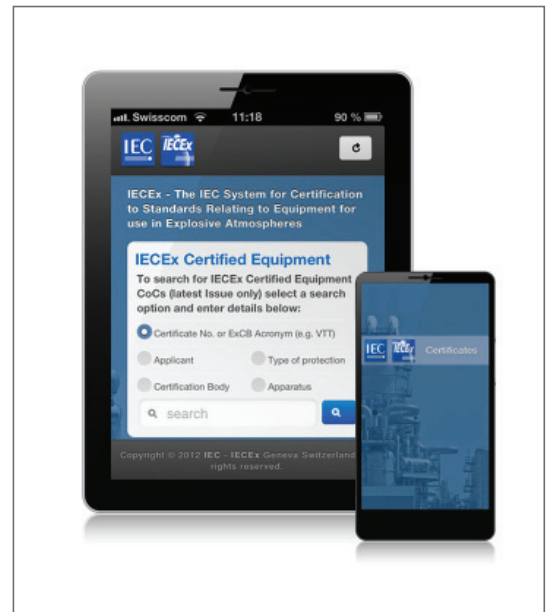 Swisscom 11:18 90 %
IEC IECEx
IECEx - The IEC System for Certification
to Standards Relating to Equipment for
use in Explosive Atmospheres
IECEx Certified Equipment
To search for IECEx Certified Equipment
CoCs (latest Issue only) select a search
option and enter details below:
Certificate No. or ExCB Acronym (e.g. VTT)
Applicant Type of protection
Certification Body Apparatus
search
Copyright © 2012 IEC - IECEx Geneva Switzerland
rights reserved.
IEC IECEx Certificates